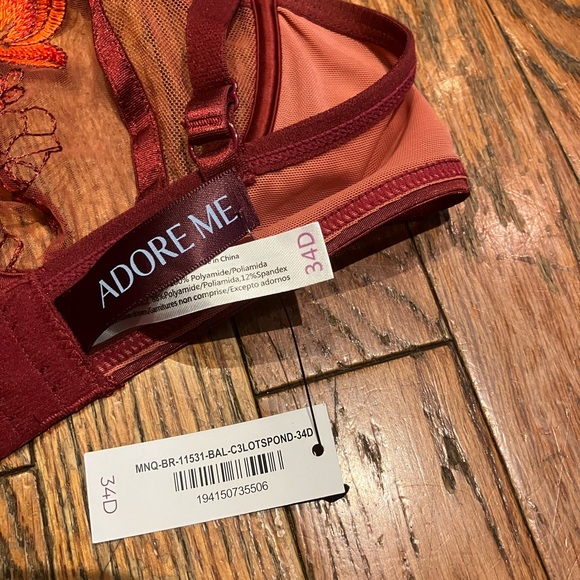 ADORE ME
in China
Polyamide/Poliamida
Polyamide/Poliamida,12%Spandex
non comprise/Excepto adornos
34D
MNQ-BR-11531-BAL-C3LOTSPOND-34D
194150735506
34D